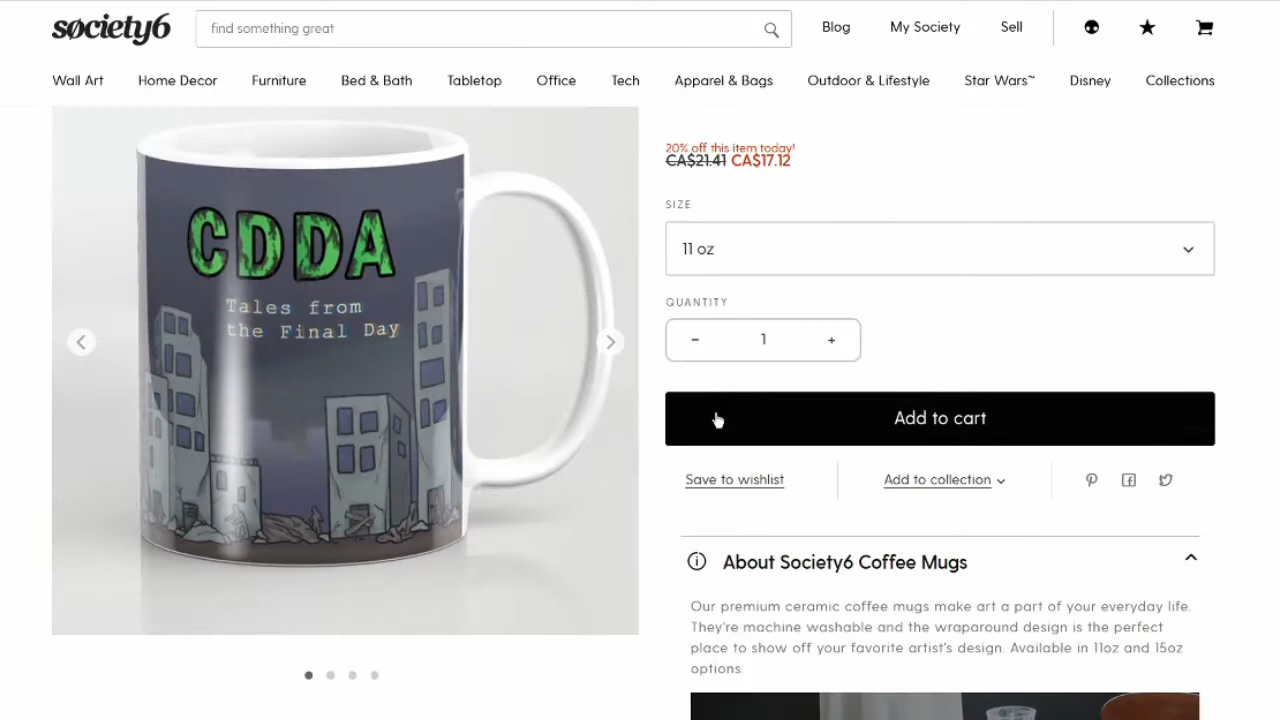 søciety6
find something great
Blog
My Society
Sell
Wall Art
Home Decor
Furniture
Bed & Bath
Tabletop
Office
Tech
Apparel & Bags
Outdoor & Lifestyle
Star Wars™
Disney
Collections
CDDA
Tales from
the Final Day
20% off this item today!
CA$21.41 CA$17.12
SIZE
11 oz
QUANTITY
- 1 +
Add to cart
Save to wishlist
Add to collection
About Society6 Coffee Mugs
Our premium ceramic coffee mugs make art a part of your everyday life.
They're machine washable and the wraparound design is the perfect
place to show off your favorite artist's design. Available in 11oz and 15oz
options.